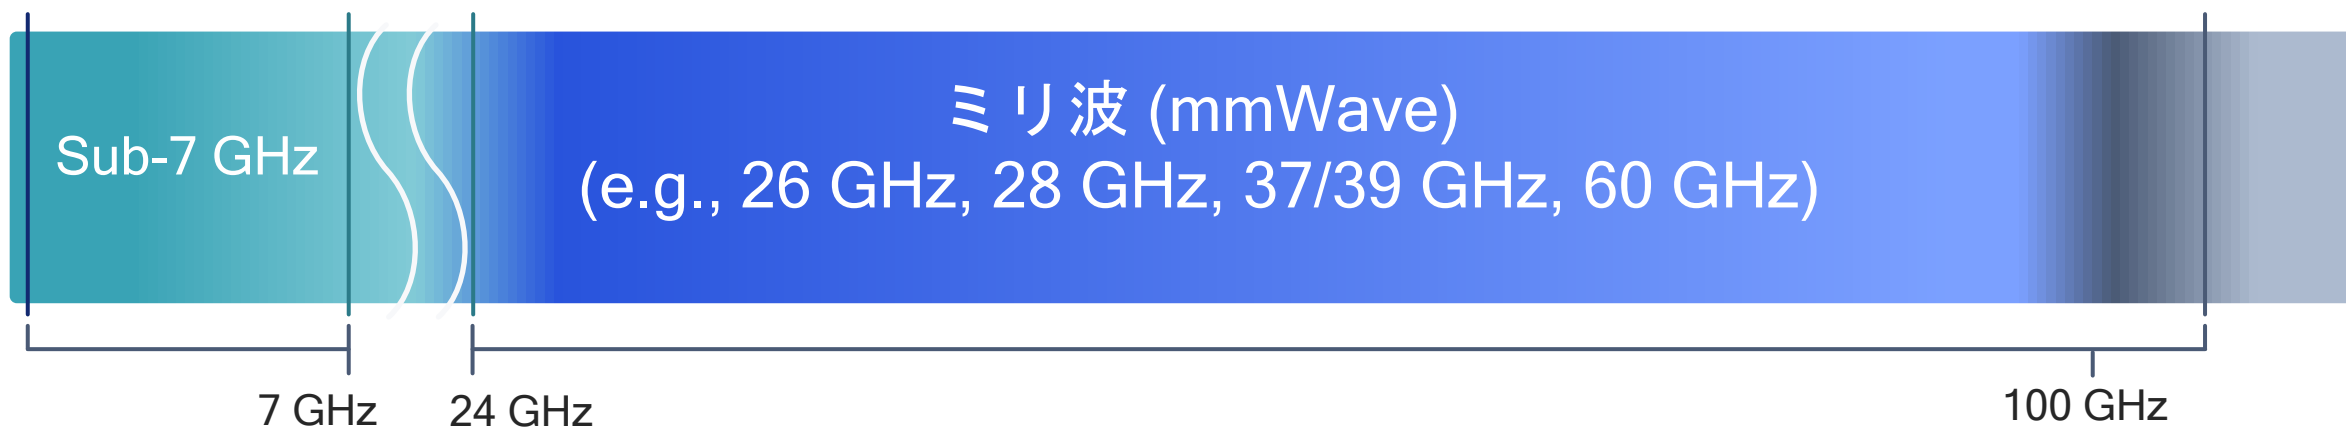 Sub-7 GHz
ミリ波 (mmWave)
(e.g., 26 GHz, 28 GHz, 37/39 GHz, 60 GHz)
7 GHz
24 GHz
100 GHz